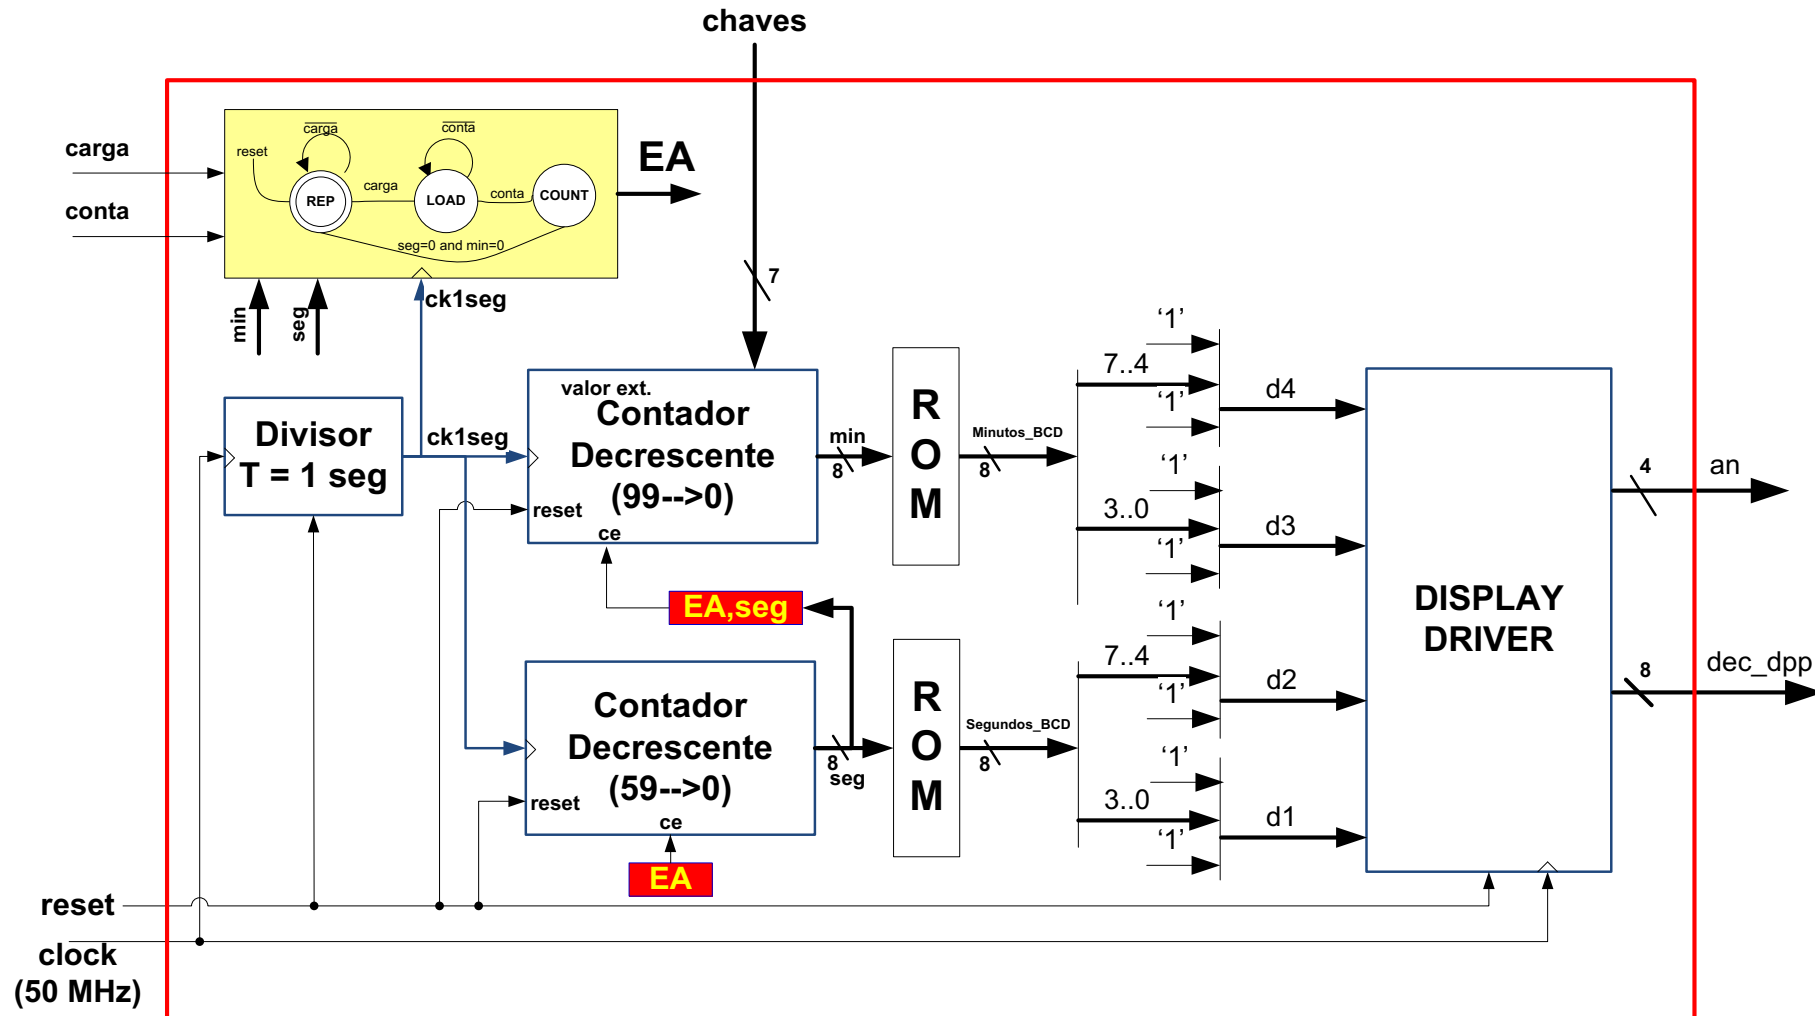 chaves
carga
conta
reset
carga
conta
REP
carga
LOAD
conta
COUNT
seg=0 and min=0
EA
min
seg
ck1seg
7
Divisor
T = 1 seg
ck1seg
valor ext.
Contador
Decrescente
(99-->0)
reset
ce
min
8
R
O
M
Minutos_BCD
8
7..4
3..0
'1'
'1'
'1'
'1'
d4
d3
EA,seg
Contador
Decrescente
(59-->0)
reset
ce
EA
8
seg
R
O
M
Segundos_BCD
8
7..4
3..0
'1'
'1'
'1'
'1'
d2
d1
DISPLAY
DRIVER
4
an
8
dec_dpp
reset
clock
(50 MHz)